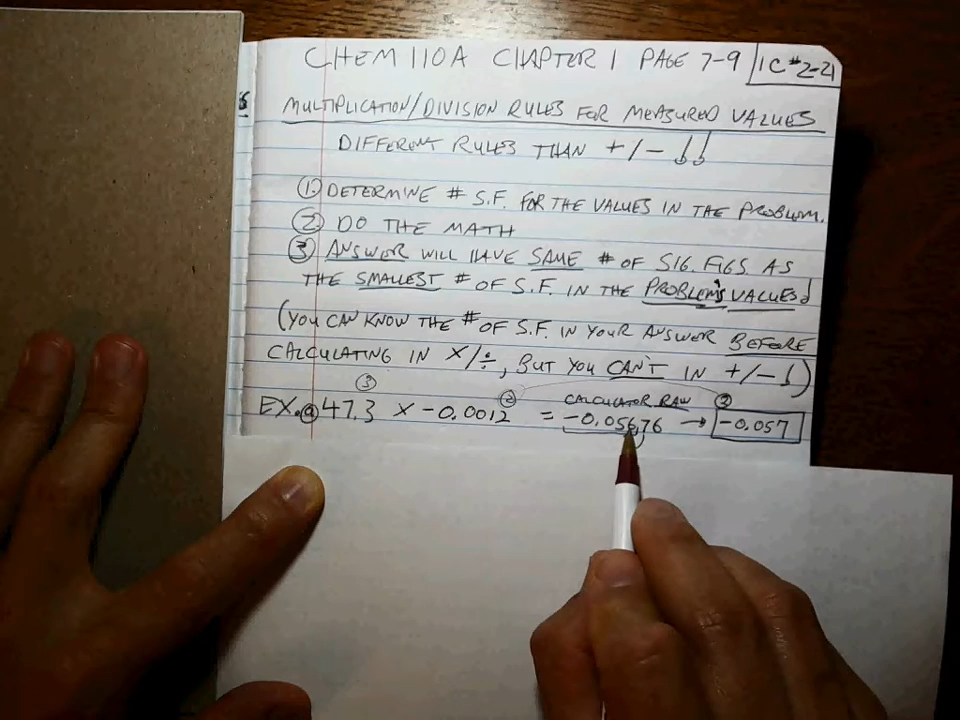 CHEM 110A CHAPTER 1 PAGE 7-9 1C #2-21
MULTIPLICATION/DIVISION RULES FOR MEASURED VALUES
DIFFERENT RULES THAN +/- ↓↓
① DETERMINE # S.F. FOR THE VALUES IN THE PROBLEM.
② DO THE MATH
③ ANSWER WILL HAVE SAME # OF SIG. FIGS. AS
THE SMALLEST # OF S.F. IN THE PROBLEM'S VALUES↓
(YOU CAN KNOW THE # OF S.F. IN YOUR ANSWER BEFORE
CALCULATING IN X/÷, BUT YOU CAN'T IN +/- ↓)
③ ② CALCULATOR RAW ②
EX. ⓐ 47.3 X -0.0012 = -0.05676 → -0.057